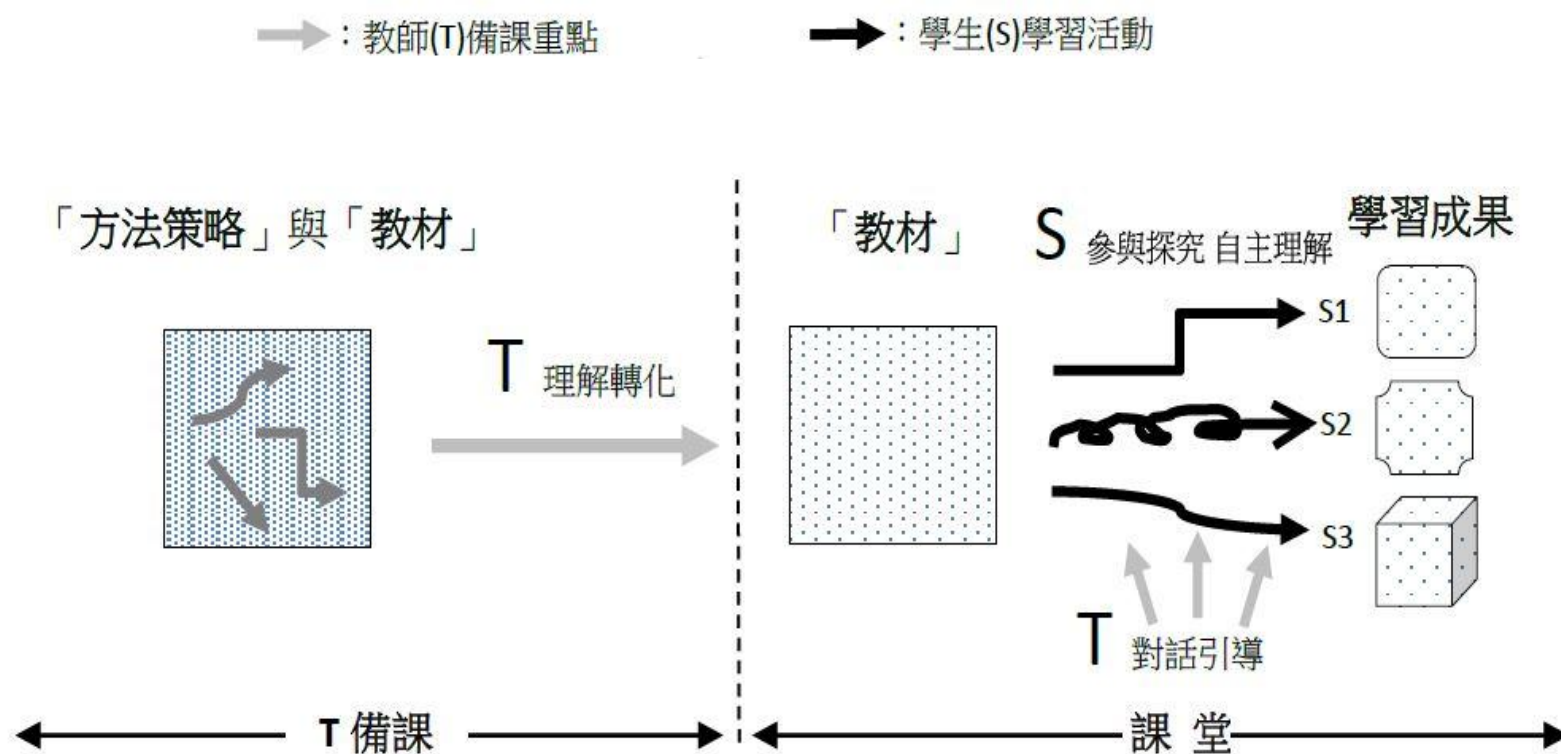 ：教師(T)備課重點
：學生(S)學習活動
「方法策略」與「教材」
T 理解轉化
「教材」
S 參與探究 自主理解
學習成果
S1
S2
S3
T 對話引導
T 備課
課 堂